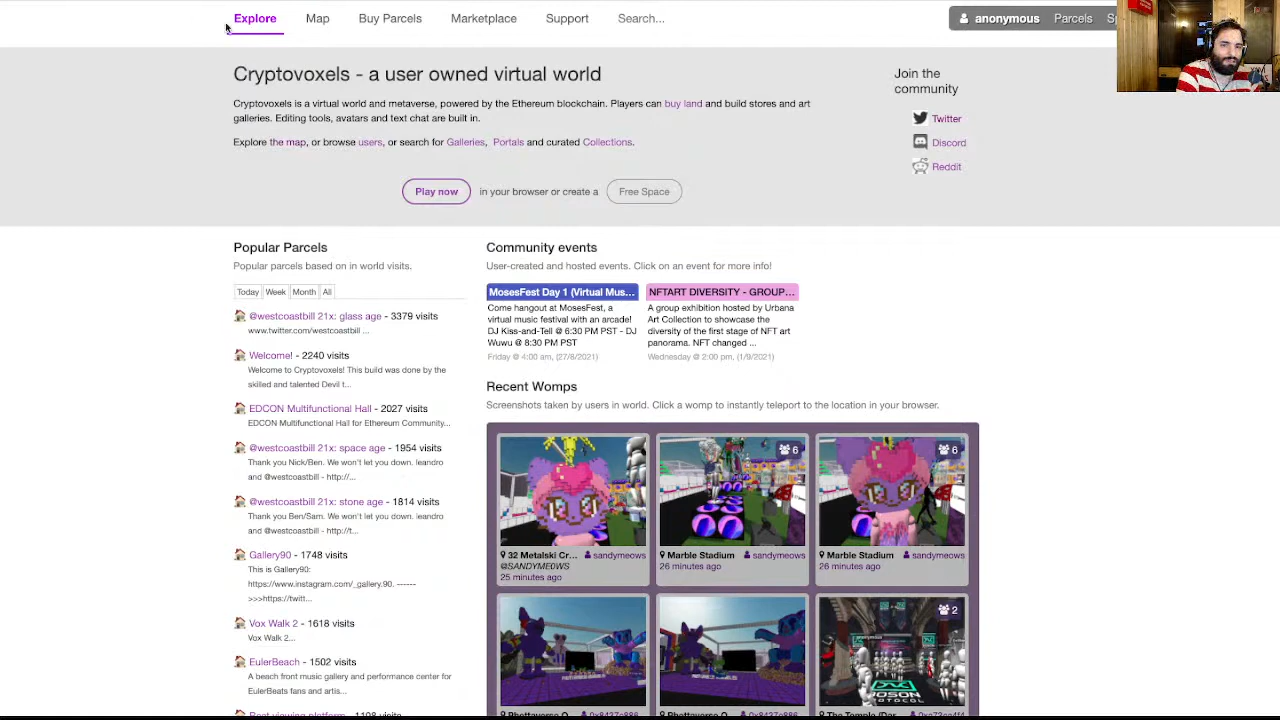 Explore Map Buy Parcels Marketplace Support Search... anonymous Parcels
Cryptovoxels - a user owned virtual world
Cryptovoxels is a virtual world and metaverse, powered by the Ethereum blockchain. Players can buy land and build stores and art
galleries. Editing tools, avatars and text chat are built in.
Explore the map, or browse users, or search for Galleries, Portals and curated Collections.
Play now in your browser or create a Free Space
Join the
community
Twitter
Discord
Reddit
Popular Parcels
Popular parcels based on in world visits.
Today Week Month All
@westcoastbill 21x: glass age - 3379 visits
www.twitter.com/westcoastbill ...
Welcome! - 2240 visits
Welcome to Cryptovoxels! This build was done by the
skilled and talented Devil t...
EDCON Multifunctional Hall - 2027 visits
EDCON Multifunctional Hall for Ethereum Community...
@westcoastbill 21x: space age - 1954 visits
Thank you Nick/Ben. We won't let you down. leandro
and @westcoastbill - http://...
@westcoastbill 21x: stone age - 1814 visits
Thank you Ben/Sam. We won't let you down. leandro
and @westcoastbill - http://t...
Gallery90 - 1748 visits
This is Gallery90:
https://www.instagram.com/_gallery.90. ------
>>>https://twitt...
Vox Walk 2 - 1618 visits
Vox Walk 2...
EulerBeach - 1502 visits
A beach front music gallery and performance center for
EulerBeats fans and artis...
Community events
User-created and hosted events. Click on an event for more info!
MosesFest Day 1 (Virtual Mus...
Come hangout at MosesFest, a
virtual music festival with an arcade!
DJ Kiss-and-Tell @ 6:30 PM PST - DJ
Wuwu @ 8:30 PM PST
Friday @ 4:00 am, (27/8/2021)
NFTART DIVERSITY - GROUP...
A group exhibition hosted by Urbana
Art Collection to showcase the
diversity of the first stage of NFT art
panorama. NFT changed ...
Wednesday @ 2:00 pm, (1/9/2021)
Recent Womps
Screenshots taken by users in world. Click a womp to instantly teleport to the location in your browser.
6
6
32 Metalski Cr... sandymeows
@SANDYME0WS
25 minutes ago
Marble Stadium sandymeows
26 minutes ago
Marble Stadium sandymeows
26 minutes ago
2